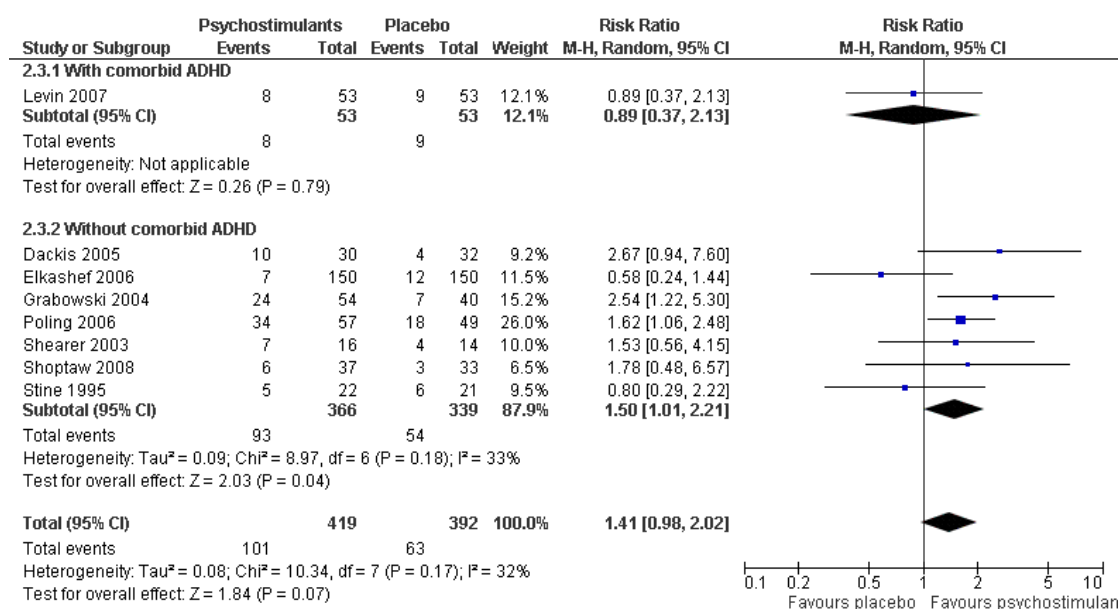 Psychostimulants Placebo Risk Ratio Risk Ratio
Study or Subgroup Events Total Events Total Weight M-H, Random, 95% CI M-H, Random, 95% CI
2.3.1 With comorbid ADHD
Levin 2007 8 53 9 53 12.1% 0.89 [0.37, 2.13]
Subtotal (95% CI) 53 53 12.1% 0.89 [0.37, 2.13]
Total events 8 9
Heterogeneity: Not applicable
Test for overall effect: Z = 0.26 (P = 0.79)
2.3.2 Without comorbid ADHD
Dackis 2005 10 30 4 32 9.2% 2.67 [0.94, 7.60]
Elkashef 2006 7 150 12 150 11.5% 0.58 [0.24, 1.44]
Grabowski 2004 24 54 7 40 15.2% 2.54 [1.22, 5.30]
Poling 2006 34 57 18 49 26.0% 1.62 [1.06, 2.48]
Shearer 2003 7 16 4 14 10.0% 1.53 [0.56, 4.15]
Shoptaw 2008 6 37 3 33 6.5% 1.78 [0.48, 6.57]
Stine 1995 5 22 6 21 9.5% 0.80 [0.29, 2.22]
Subtotal (95% CI) 366 339 87.9% 1.50 [1.01, 2.21]
Total events 93 54
Heterogeneity: Tau² = 0.09; Chi² = 8.97, df = 6 (P = 0.18); I² = 33%
Test for overall effect: Z = 2.03 (P = 0.04)
Total (95% CI) 419 392 100.0% 1.41 [0.98, 2.02]
Total events 101 63
Heterogeneity: Tau² = 0.08; Chi² = 10.34, df = 7 (P = 0.17); I² = 32%
Test for overall effect: Z = 1.84 (P = 0.07)
0.1 0.2 0.5 1 2 5 10
Favours placebo Favours psychostimulan